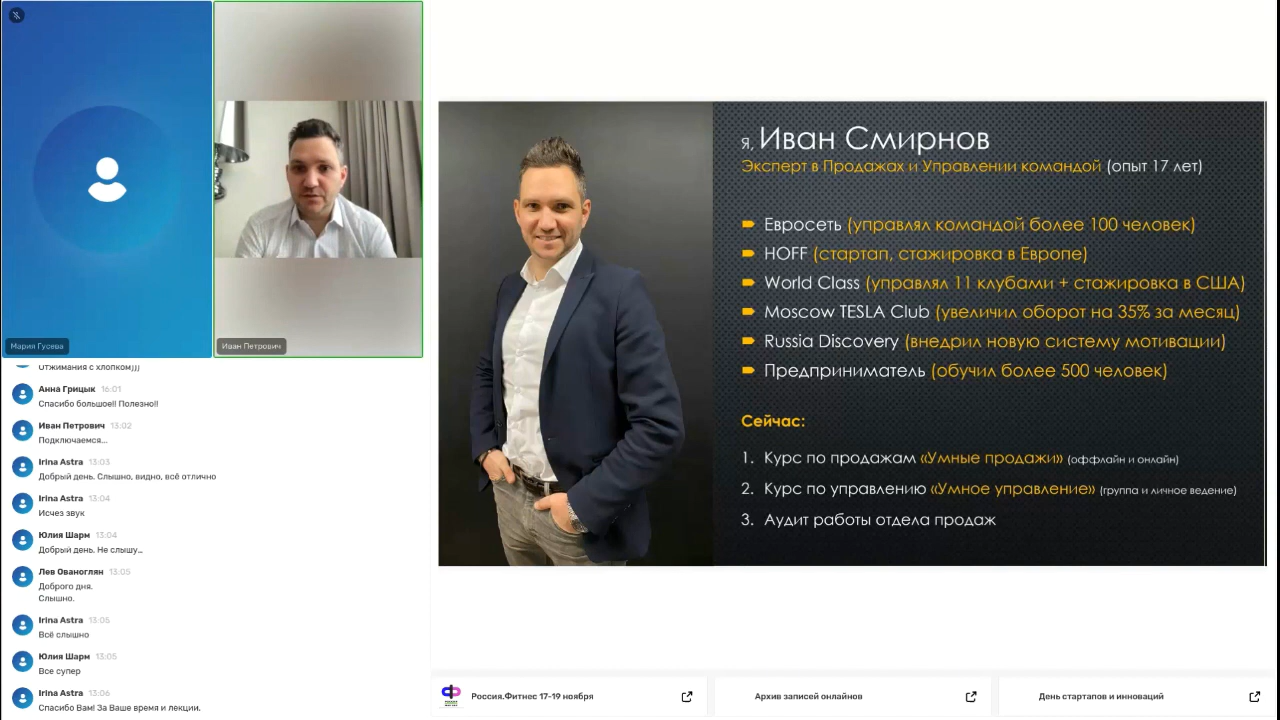 Мария Гусева
Иван Петрович
Отжимания с хлопком)))
Анна Грицык 16:01
Спасибо большое!! Полезно!!
Иван Петрович 13:02
Подключаемся...
Irina Astra 13:03
Добрый день. Слышно, видно, всё отлично
Irina Astra 13:04
Исчез звук
Юлия Шарм 13:04
Добрый день. Не слышу...
Лев Ованоглян 13:05
Доброго дня.
Слышно.
Irina Astra 13:05
Всё слышно
Юлия Шарм 13:05
Все супер
Irina Astra 13:06
Спасибо Вам! За Ваше время и лекции.
я, Иван Смирнов
Эксперт в Продажах и Управлении командой (опыт 17 лет)
Евросеть (управлял командой более 100 человек)
HOFF (стартап, стажировка в Европе)
World Class (управлял 11 клубами + стажировка в США)
Moscow TESLA Club (увеличил оборот на 35% за месяц)
Russia Discovery (внедрил новую систему мотивации)
Предприниматель (обучил более 500 человек)
Сейчас:
1. Курс по продажам «Умные продажи» (оффлайн и онлайн)
2. Курс по управлению «Умное управление» (группа и личное ведение)
3. Аудит работы отдела продаж
Россия.Фитнес 17-19 ноября
Архив записей онлайнов
День стартапов и инноваций